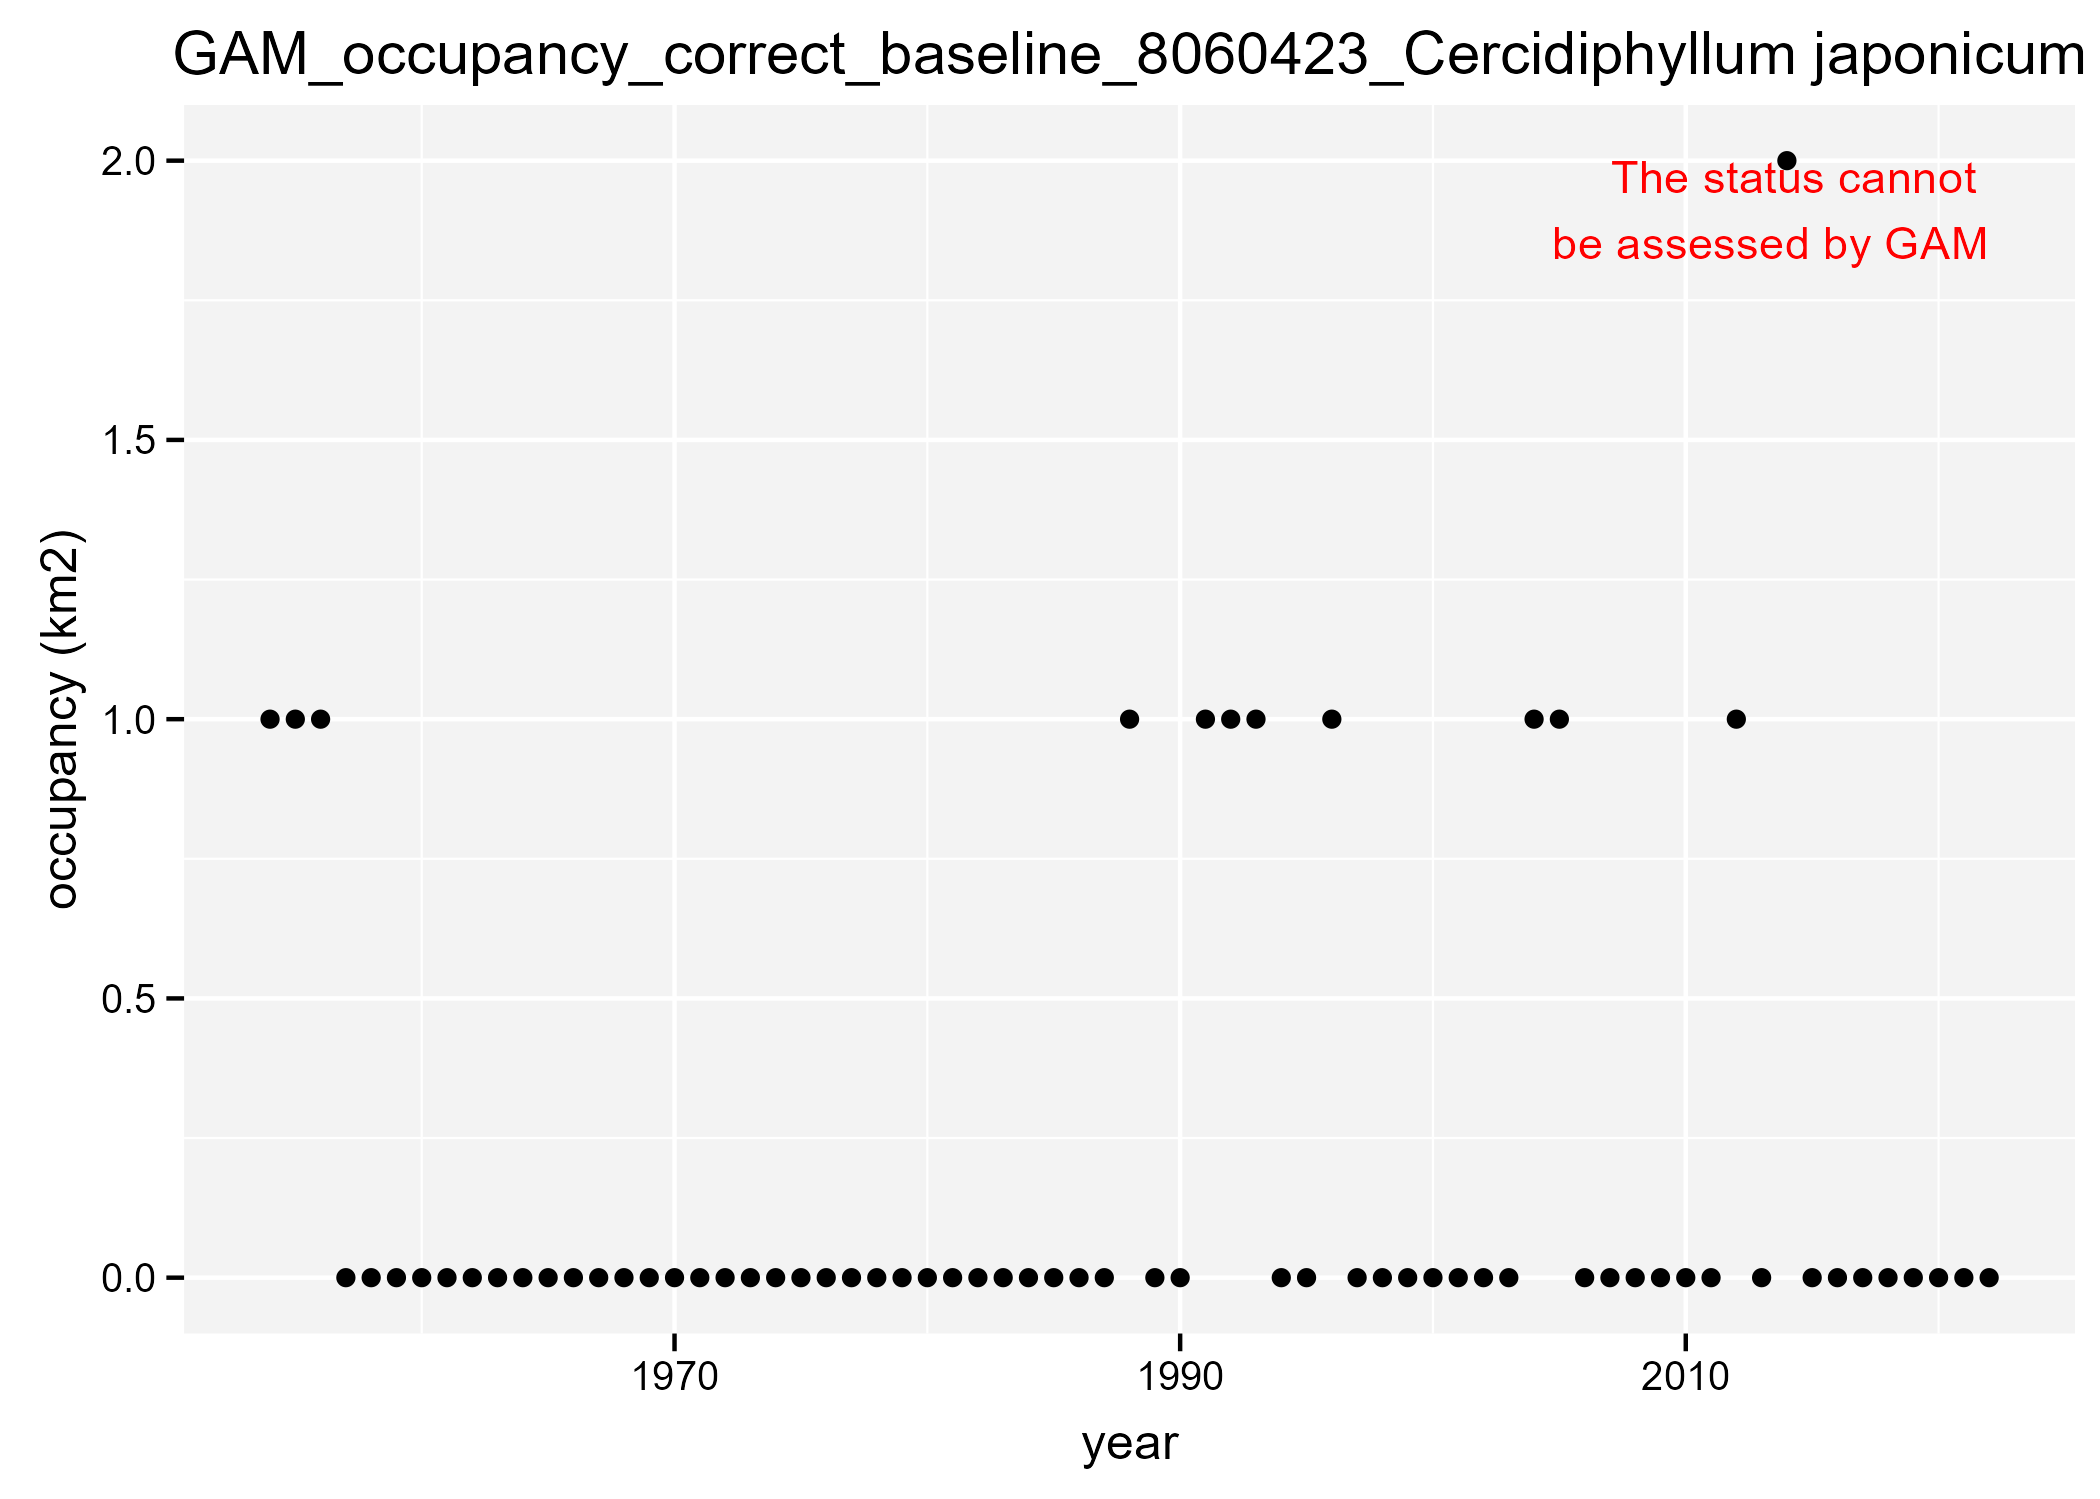 GAM_occupancy_correct_baseline_8060423_Cercidiphyllum japonicum
2.0
The status cannot
be assessed by GAM
1.5
1.0
0.5
0.0
occupancy (km2)
1970 1990 2010
year